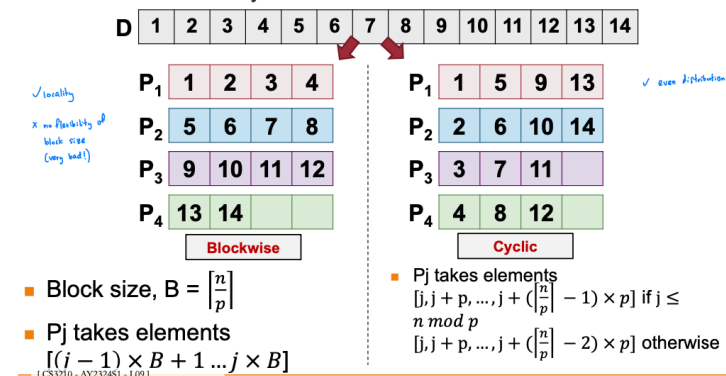 D 1 2 3 4 5 6 7 8 9 10 11 12 13 14
P1 1 2 3 4
P2 5 6 7 8
P3 9 10 11 12
P4 13 14
Blockwise
✓ locality
x no flexibility of
block size
(very bad!)
■ Block size, B = ⌈n/p⌉
■ Pj takes elements
[(j − 1) × B + 1 … j × B]
P1 1 5 9 13
P2 2 6 10 14
P3 3 7 11
P4 4 8 12
Cyclic
✓ even distribution
■ Pj takes elements
[j, j + p, …, j + (⌈n/p⌉ − 1) × p] if j ≤
n mod p
[j, j + p, …, j + (⌈n/p⌉ − 2) × p] otherwise
[ CS3210 - AY2324S1 - L09 ]